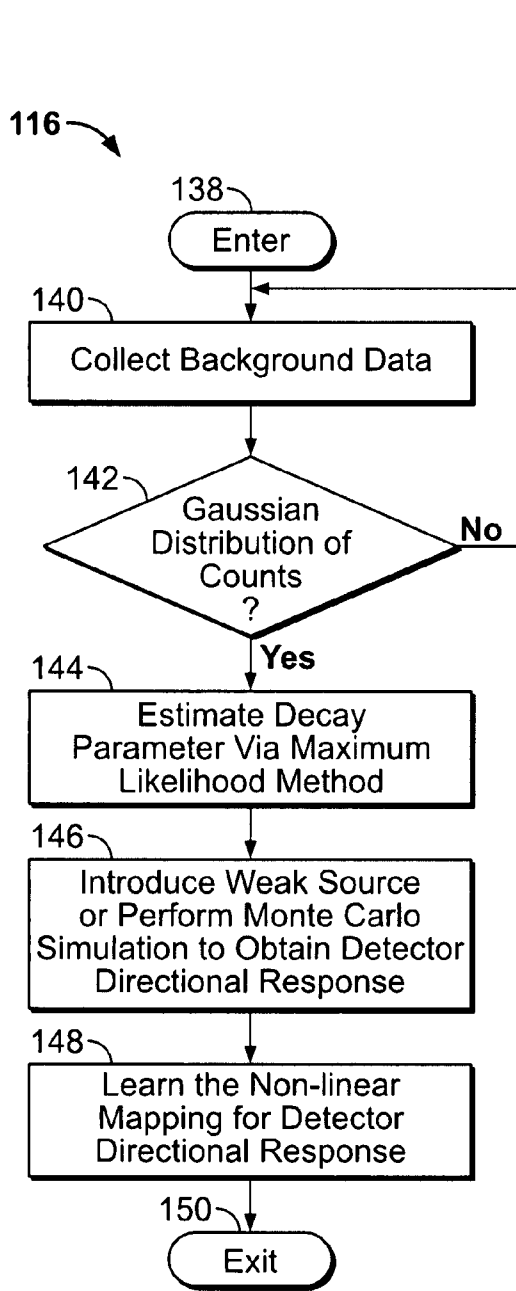 116
138
Enter
140
Collect Background Data
142
Gaussian
Distribution of
Counts
?
No
Yes
144
Estimate Decay
Parameter Via Maximum
Likelihood Method
146
Introduce Weak Source
or Perform Monte Carlo
Simulation to Obtain Detector
Directional Response
148
Learn the Non-linear
Mapping for Detector
Directional Response
150
Exit